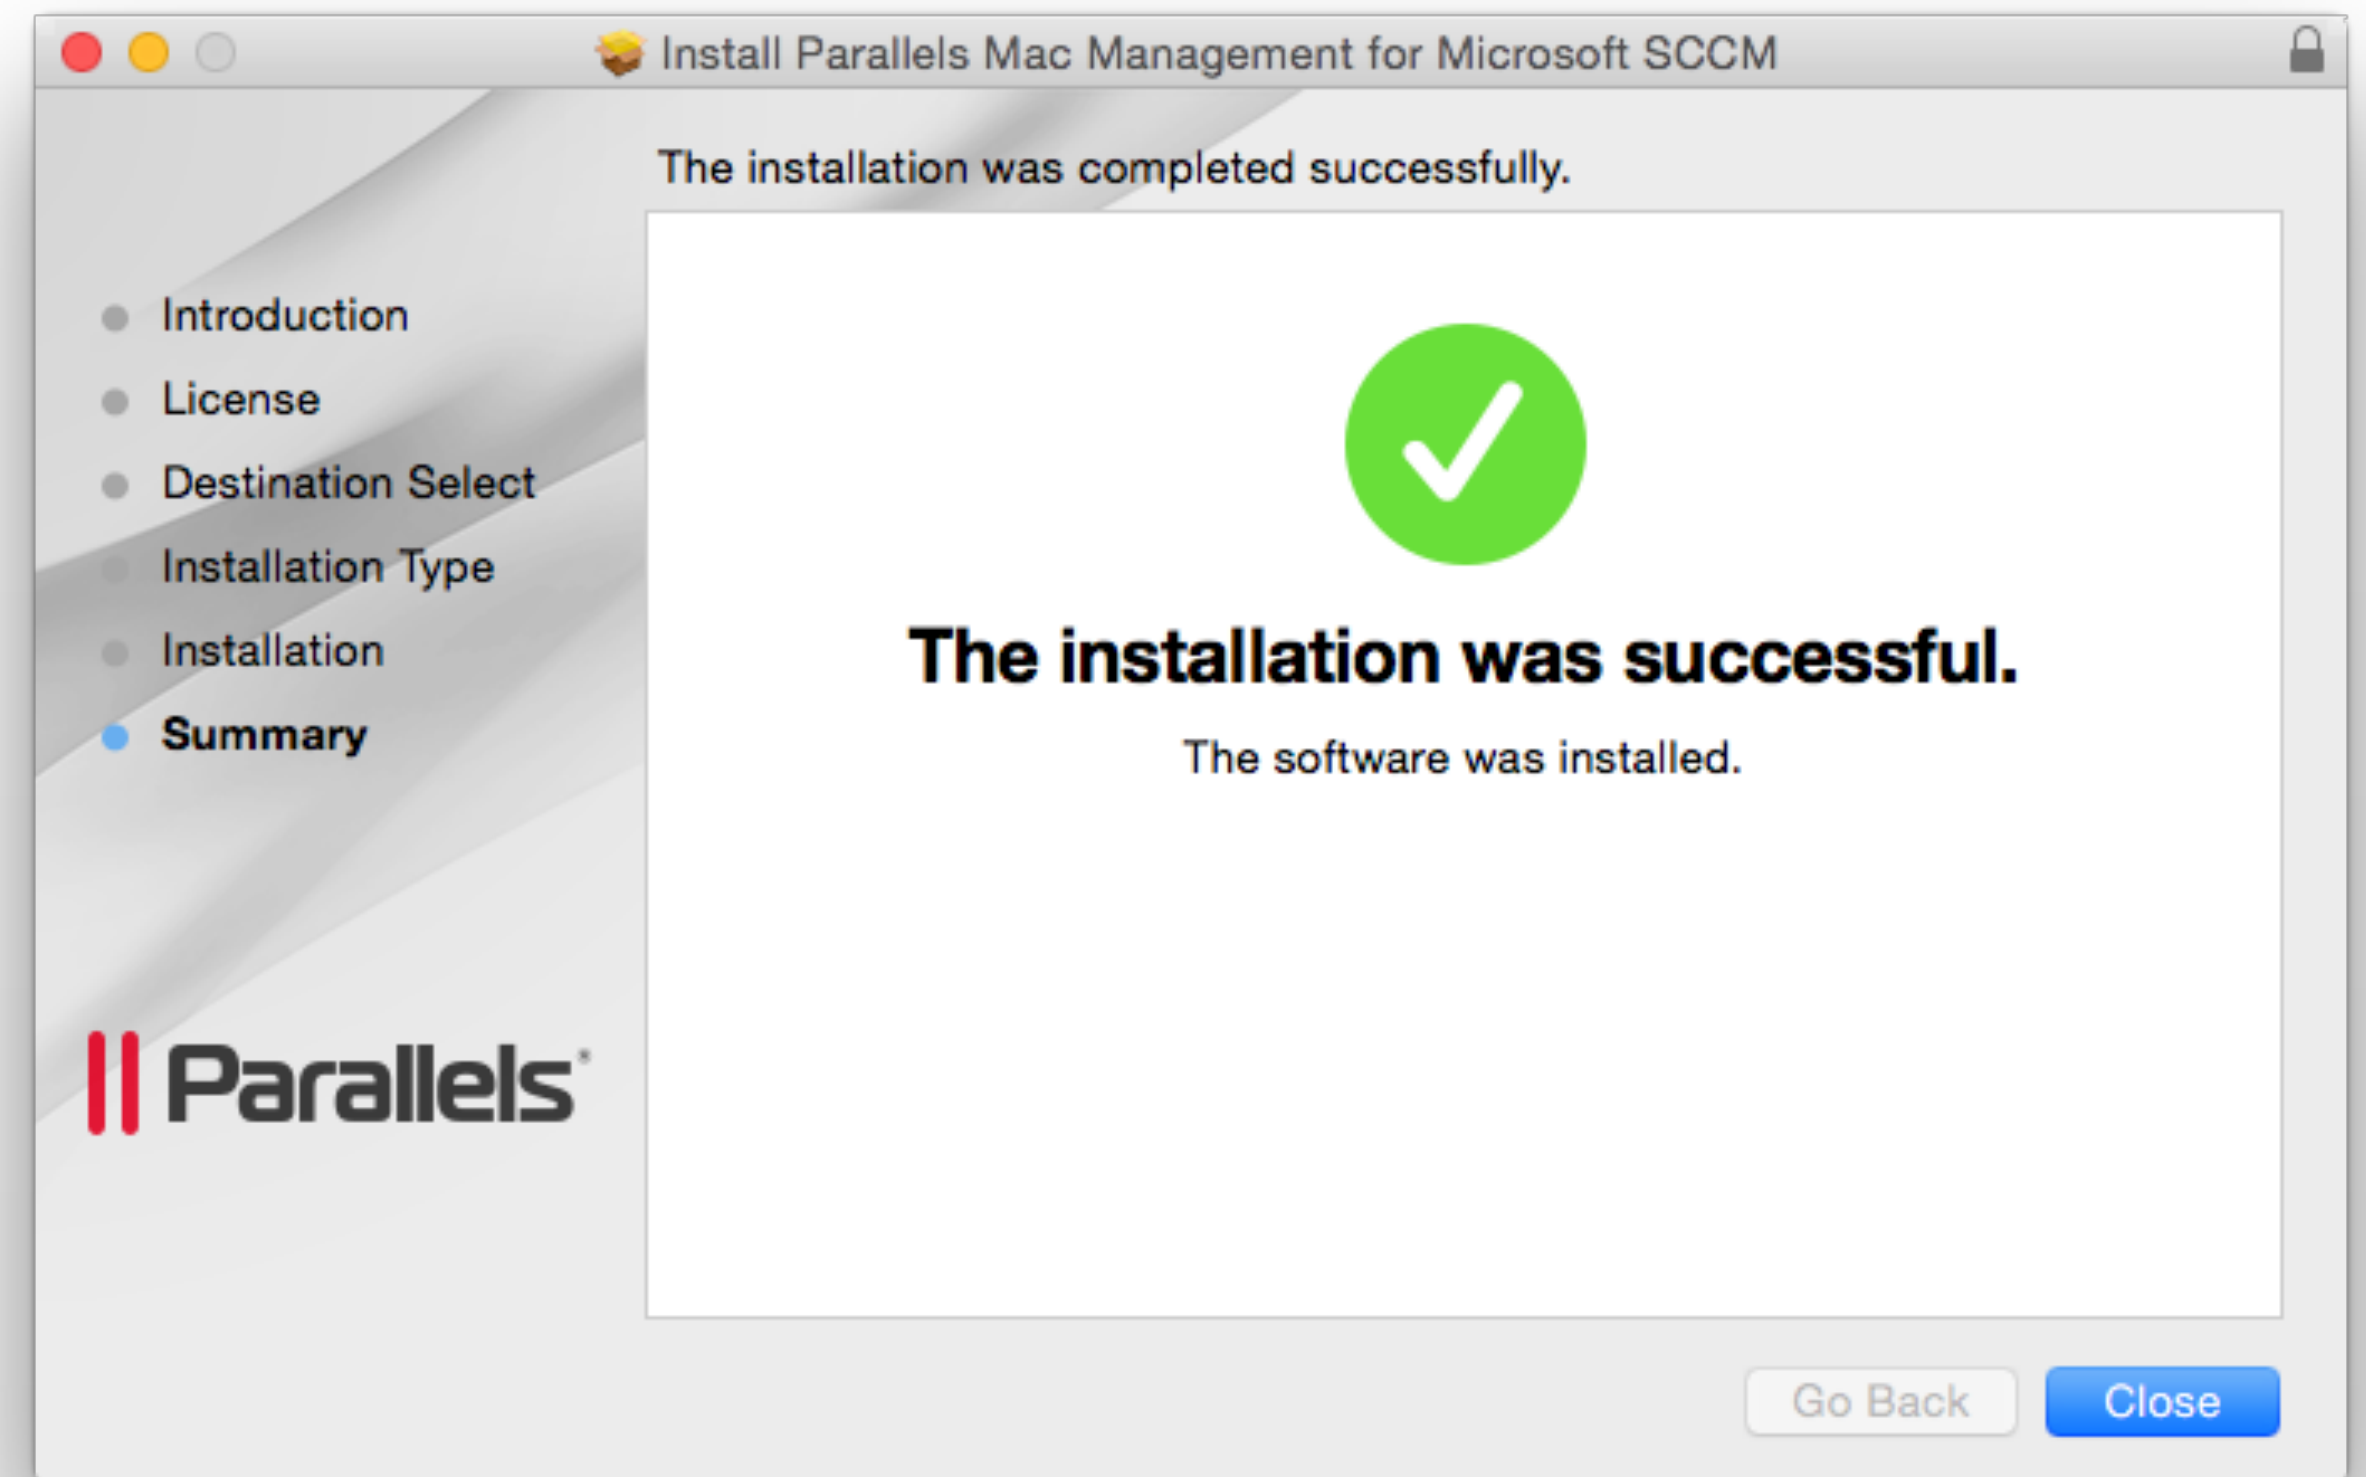 Install Parallels Mac Management for Microsoft SCCM
The installation was completed successfully.
Introduction
License
Destination Select
Installation Type
Installation
Summary
The installation was successful.
The software was installed.
Parallels
Go Back
Close